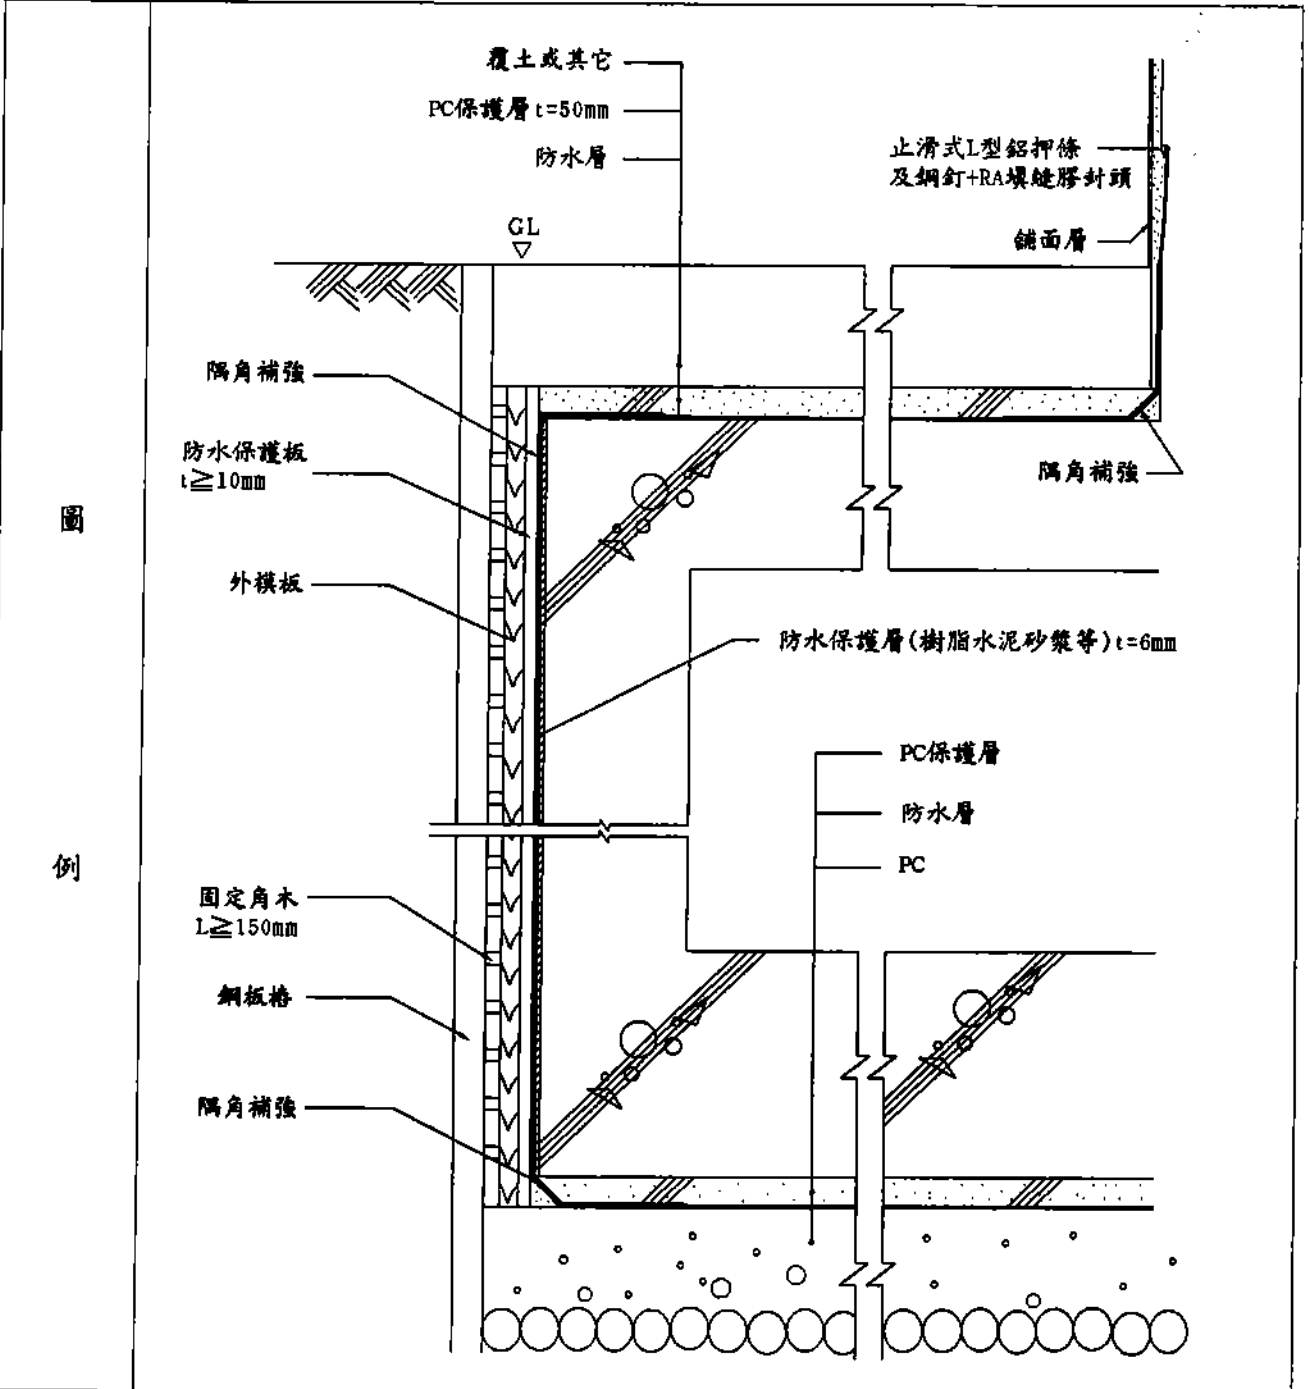 覆土或其它
PC保護層t=50mm
防水層
止滑式L型鋁押條
及鋼釘+RA填縫膠封頭
舖面層
GL
隅角補強
防水保護板
t≧10mm
隅角補強
圖
外模板
防水保護層(樹脂水泥砂漿等)t=6mm
PC保護層
防水層
PC
例
固定角木
L≧150mm
鋼板樁
隅角補強